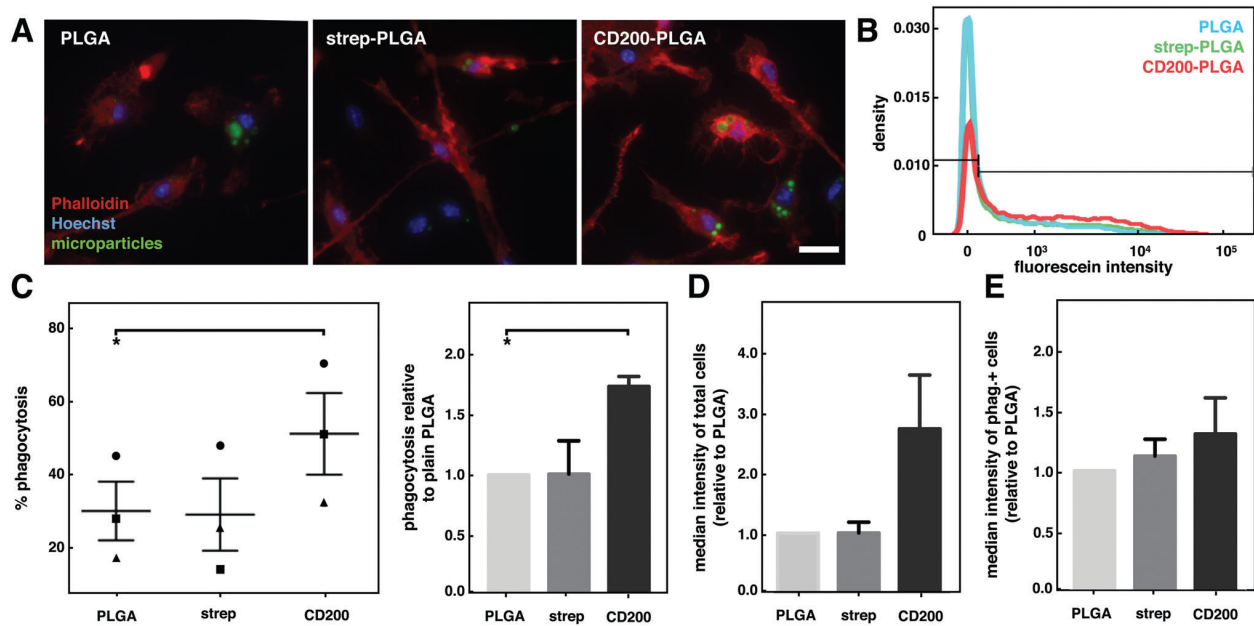 A
PLGA
strep-PLGA
CD200-PLGA
Phalloidin
Hoechst
microparticles
B
PLGA
strep-PLGA
CD200-PLGA
density
0.030
0.015
0.010
0
0
10³
10⁴
10⁵
fluorescein intensity
C
% phagocytosis
80
60
40
20
*
PLGA
strep
CD200
phagocytosis relative
to plain PLGA
2.0
1.5
1.0
0.5
0.0
*
PLGA
strep
CD200
D
median intensity of total cells
(relative to PLGA)
4.0
3.0
2.0
1.0
0.0
PLGA
strep
CD200
E
median intensity of phag.+ cells
(relative to PLGA)
2.0
1.5
1.0
0.5
0.0
PLGA
strep
CD200